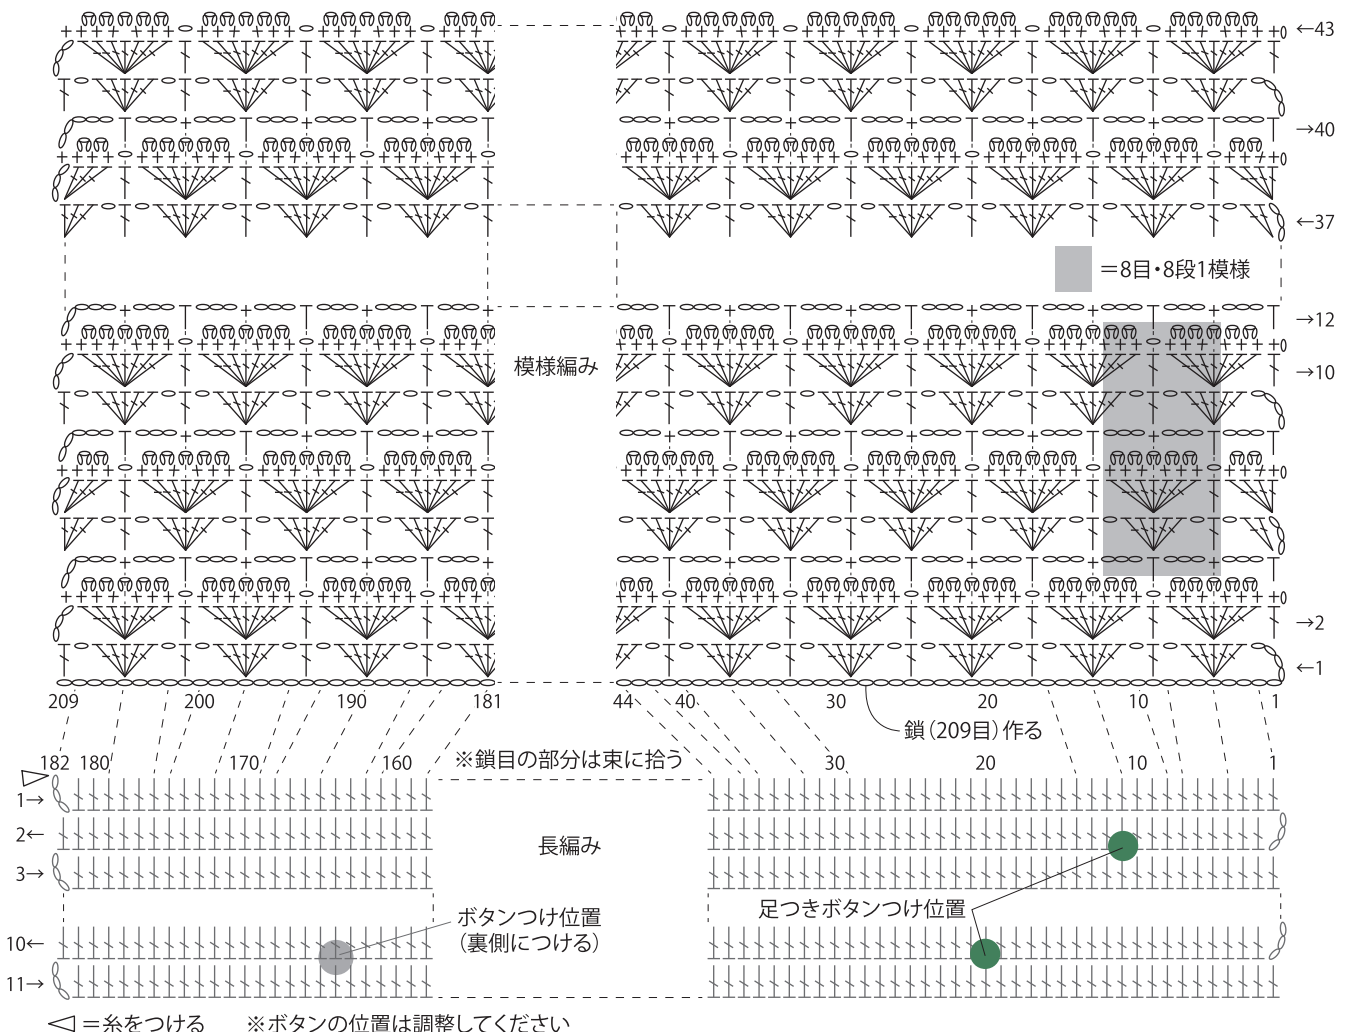 ←43
→40
←37
＝8目・8段1模様
→12
模様編み
→10
→2
←1
209 200 190 181 44 40 30 20 10 1
鎖（209目）作る
182 180 170 160 ※鎖目の部分は束に拾う 30 20 10 1
1→
2←
長編み
3→
足つきボタンつけ位置
ボタンつけ位置
（裏側につける）
10←
11→
＝糸をつける ※ボタンの位置は調整してください